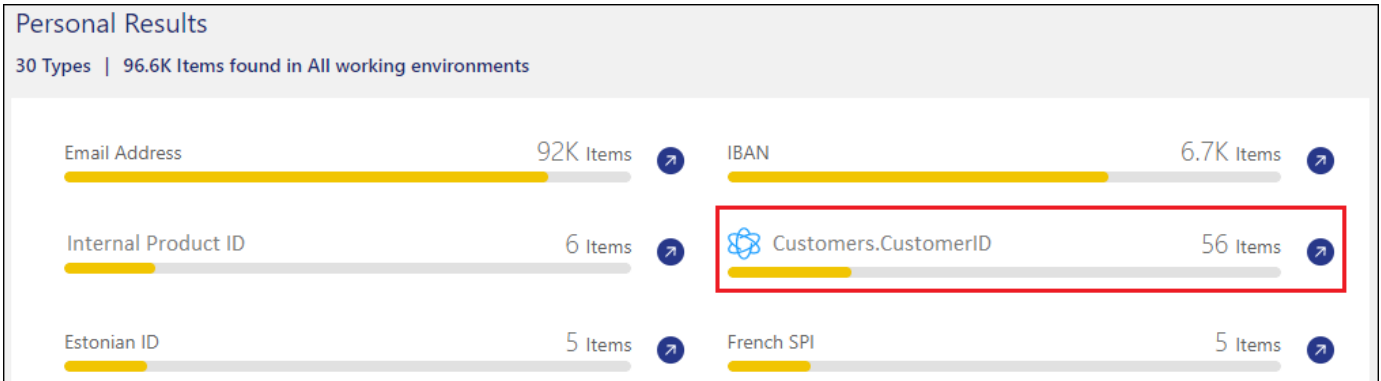 Personal Results
30 Types | 96.6K Items found in All working environments
Email Address 92K Items
IBAN 6.7K Items
Internal Product ID 6 Items
Customers.CustomerID 56 Items
Estonian ID 5 Items
French SPI 5 Items